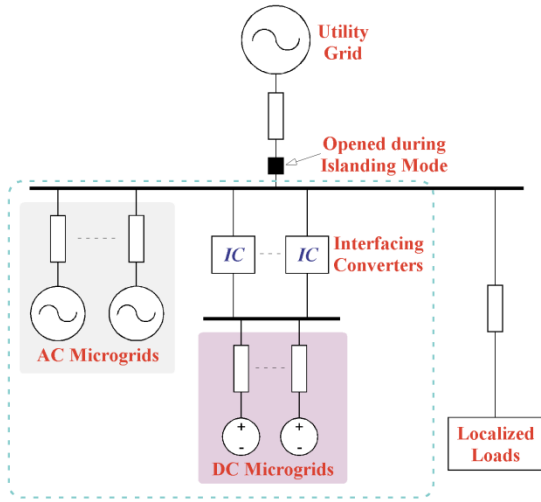 Utility
Grid
Opened during
Islanding Mode
IC
IC
Interfacing
Converters
AC Microgrids
+
-
+
-
DC Microgrids
Localized
Loads